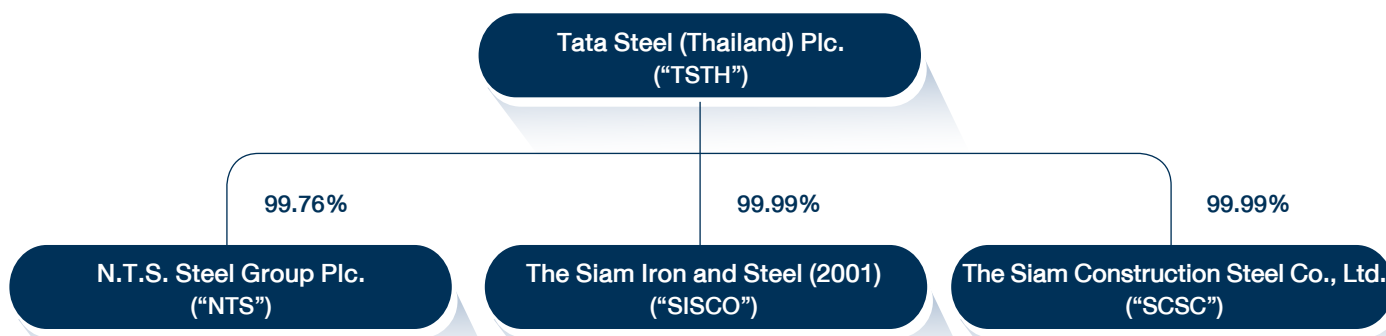 Tata Steel (Thailand) Plc.
(“TSTH”)
99.76%
99.99%
99.99%
N.T.S. Steel Group Plc.
(“NTS”)
The Siam Iron and Steel (2001)
(“SISCO”)
The Siam Construction Steel Co., Ltd.
(“SCSC”)